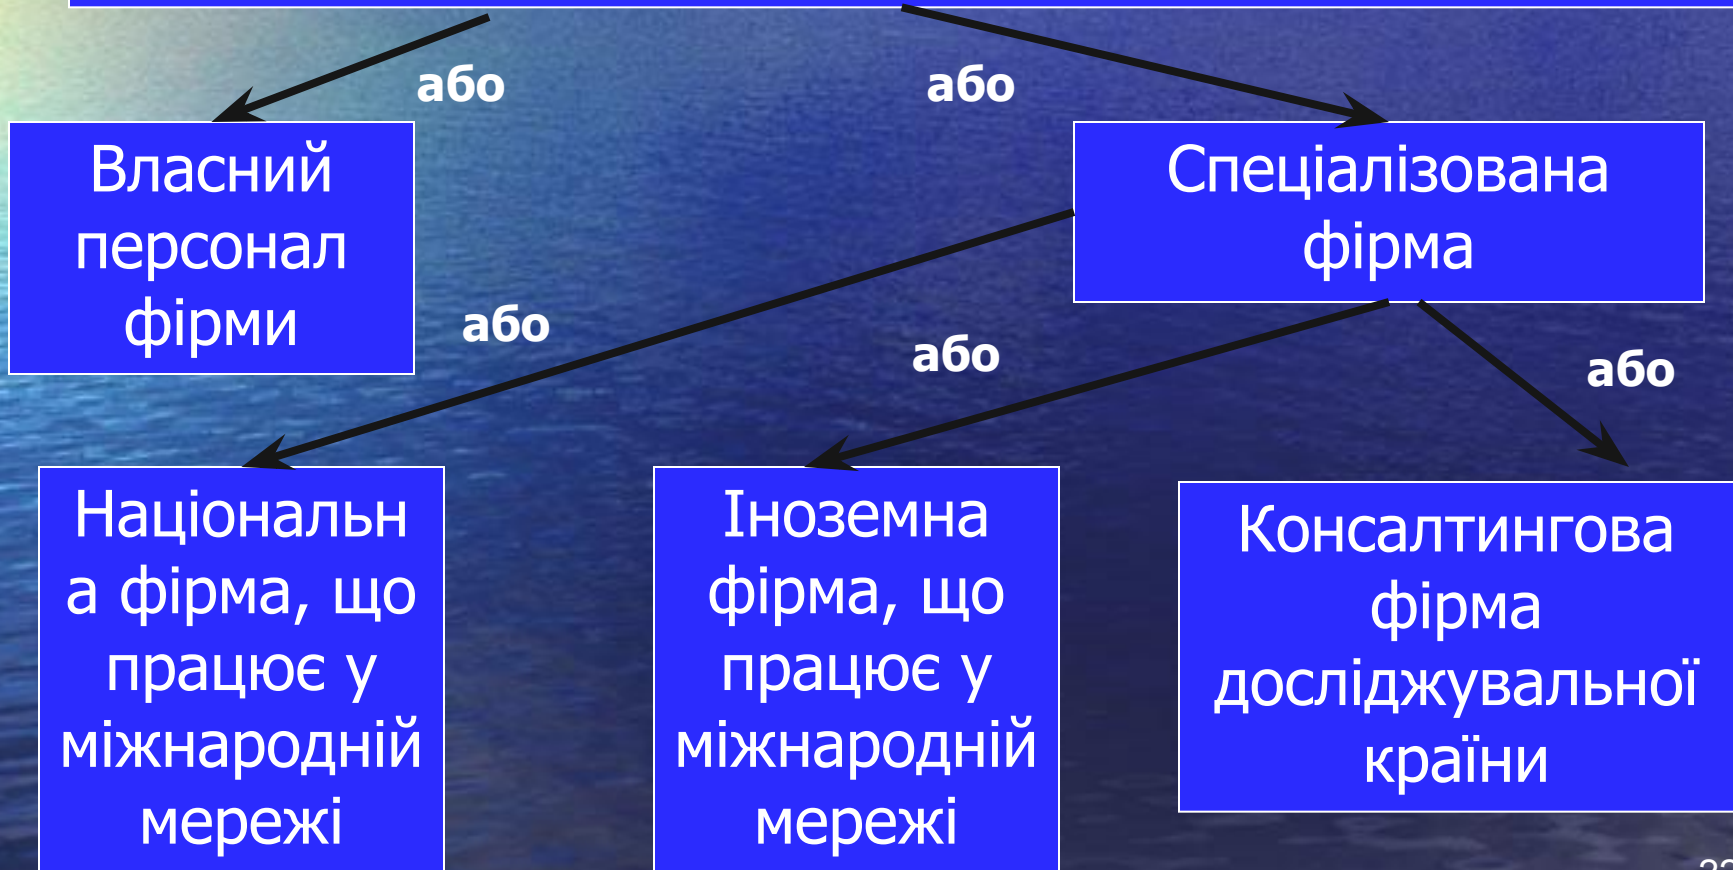 або
або
Власний
персонал
фірми
Спеціалізована
фірма
або
або
або
Національн
а фірма, що
працює у
міжнародній
мережі
Іноземна
фірма, що
працює у
міжнародній
мережі
Консалтингова
фірма
досліджувальної
країни